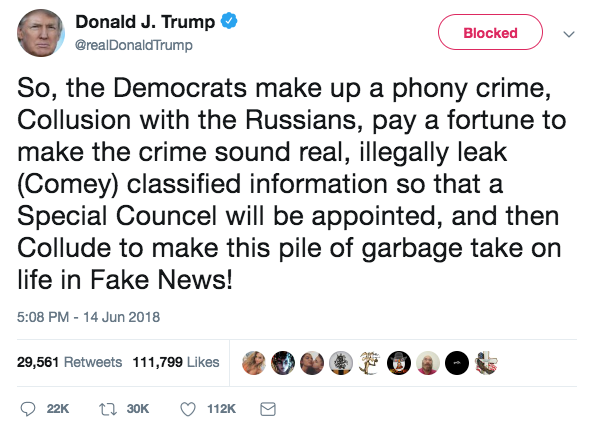 Donald J. Trump
@realDonaldTrump
Blocked
So, the Democrats make up a phony crime,
Collusion with the Russians, pay a fortune to
make the crime sound real, illegally leak
(Comey) classified information so that a
Special Councel will be appointed, and then
Collude to make this pile of garbage take on
life in Fake News!
5:08 PM - 14 Jun 2018
29,561 Retweets 111,799 Likes
22K 30K 112K